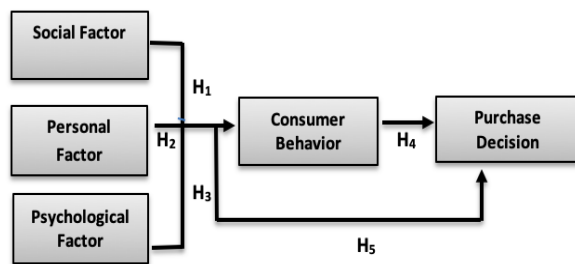 Social Factor
H1
Personal
Factor
H2
Consumer
Behavior
H4
Purchase
Decision
H3
Psychological
Factor
H5